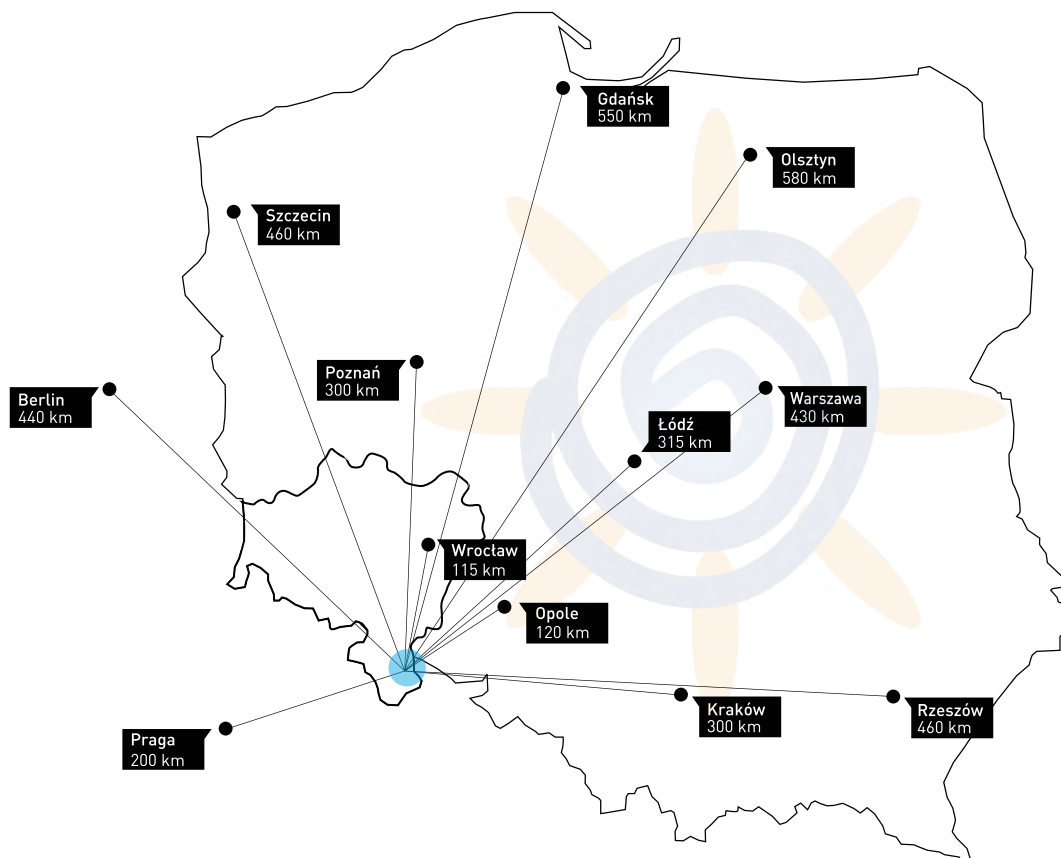 Gdańsk
550 km
Olsztyn
580 km
Szczecin
460 km
Poznań
300 km
Berlin
440 km
Warszawa
430 km
Łódź
315 km
Wrocław
115 km
Opole
120 km
Kraków
300 km
Rzeszów
460 km
Praga
200 km